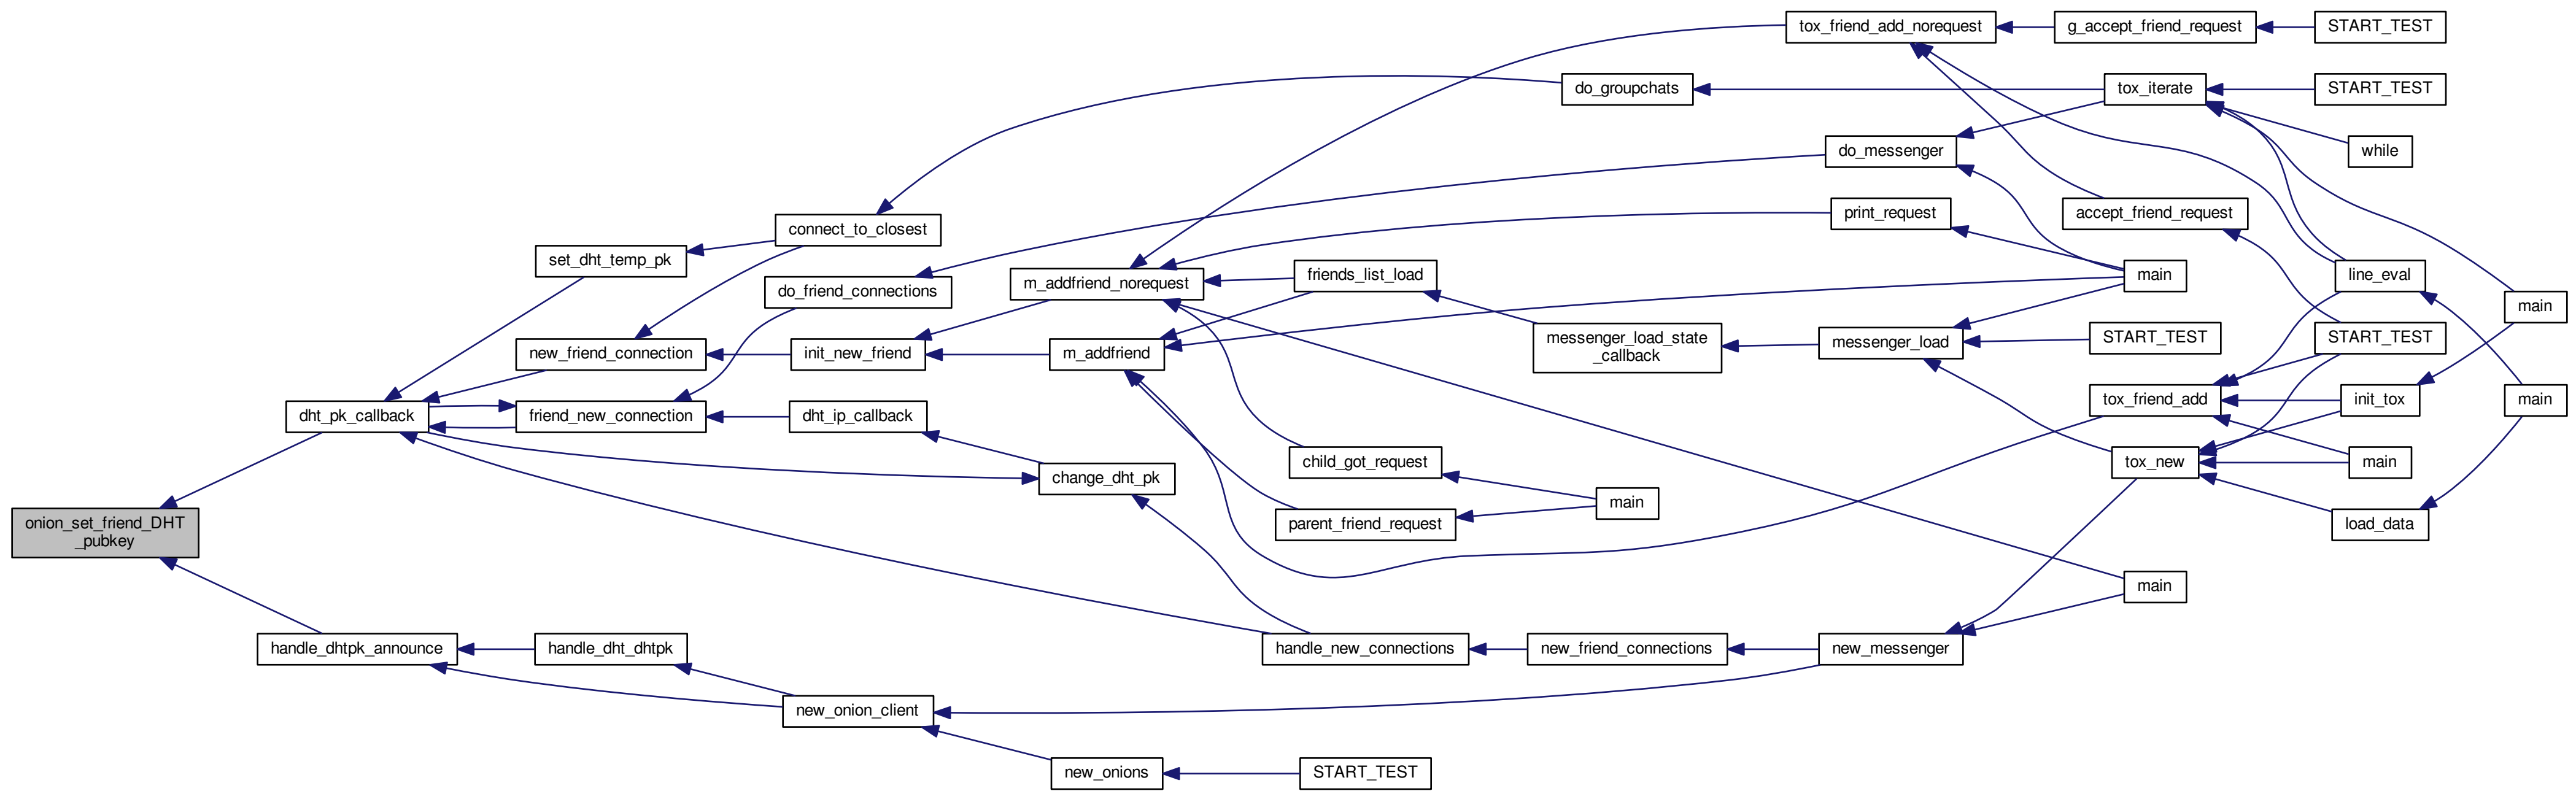 onion_set_friend_DHT
_pubkey
dht_pk_callback
handle_dhtpk_announce
set_dht_temp_pk
new_friend_connection
friend_new_connection
handle_dht_dhtpk
connect_to_closest
do_friend_connections
init_new_friend
dht_ip_callback
new_onion_client
m_addfriend_norequest
m_addfriend
change_dht_pk
new_onions
friends_list_load
child_got_request
parent_friend_request
handle_new_connections
START_TEST
do_groupchats
messenger_load_state
_callback
main
new_friend_connections
tox_friend_add_norequest
do_messenger
print_request
messenger_load
new_messenger
g_accept_friend_request
tox_iterate
accept_friend_request
main
START_TEST
tox_friend_add
tox_new
main
START_TEST
START_TEST
while
line_eval
START_TEST
init_tox
main
load_data
main
main